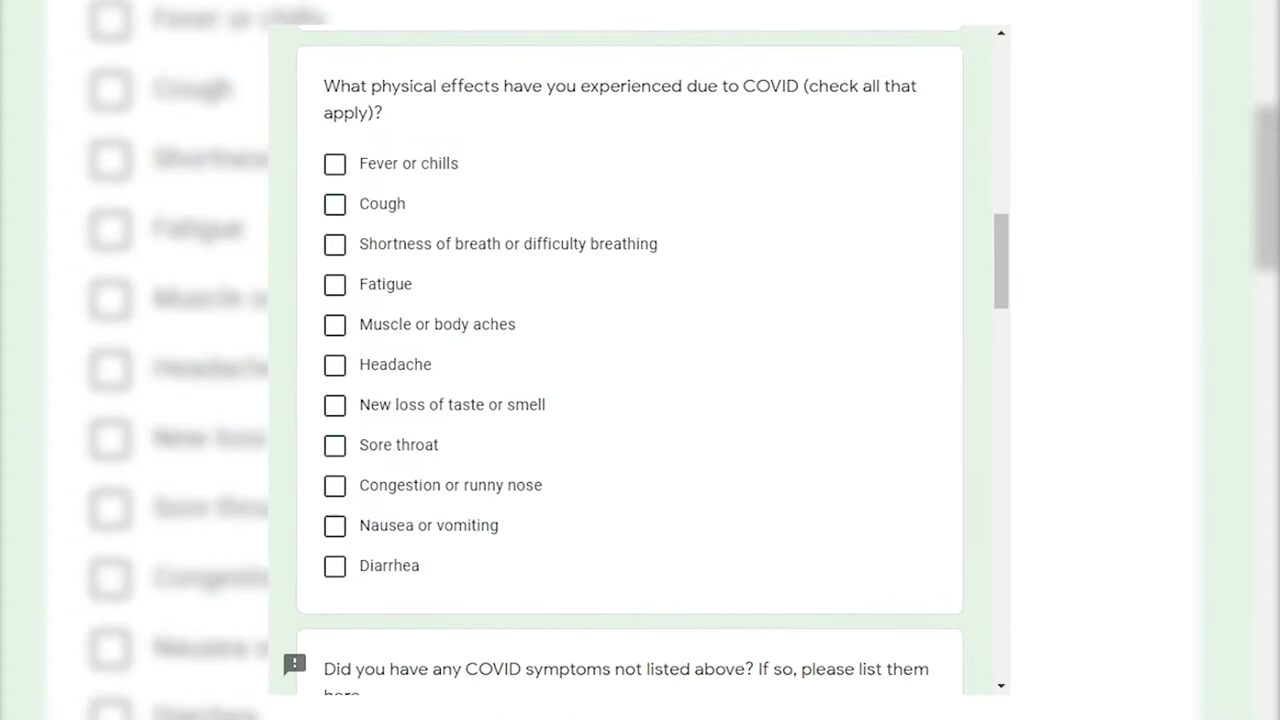 What physical effects have you experienced due to COVID (check all that
apply)?
Fever or chills
Cough
Shortness of breath or difficulty breathing
Fatigue
Muscle or body aches
Headache
New loss of taste or smell
Sore throat
Congestion or runny nose
Nausea or vomiting
Diarrhea
Did you have any COVID symptoms not listed above? If so, please list them
here